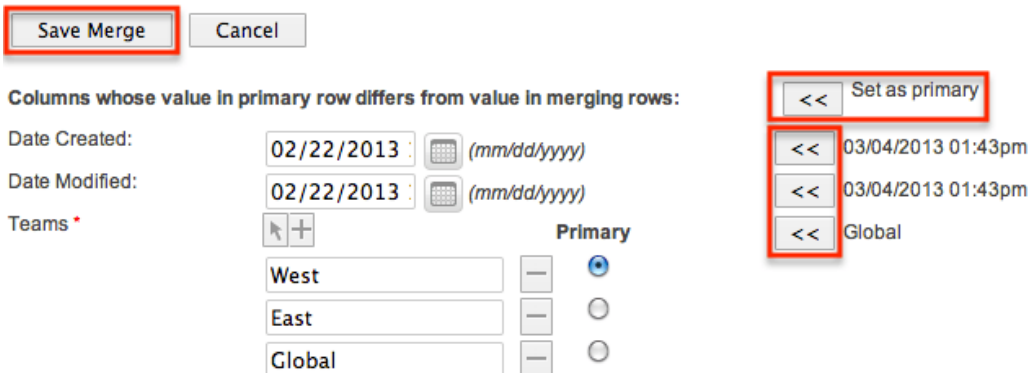 Save Merge Cancel
Columns whose value in primary row differs from value in merging rows: << Set as primary
Date Created: 02/22/2013 (mm/dd/yyyy) << 03/04/2013 01:43pm
Date Modified: 02/22/2013 (mm/dd/yyyy) << 03/04/2013 01:43pm
Teams * Primary << Global
West
East
Global